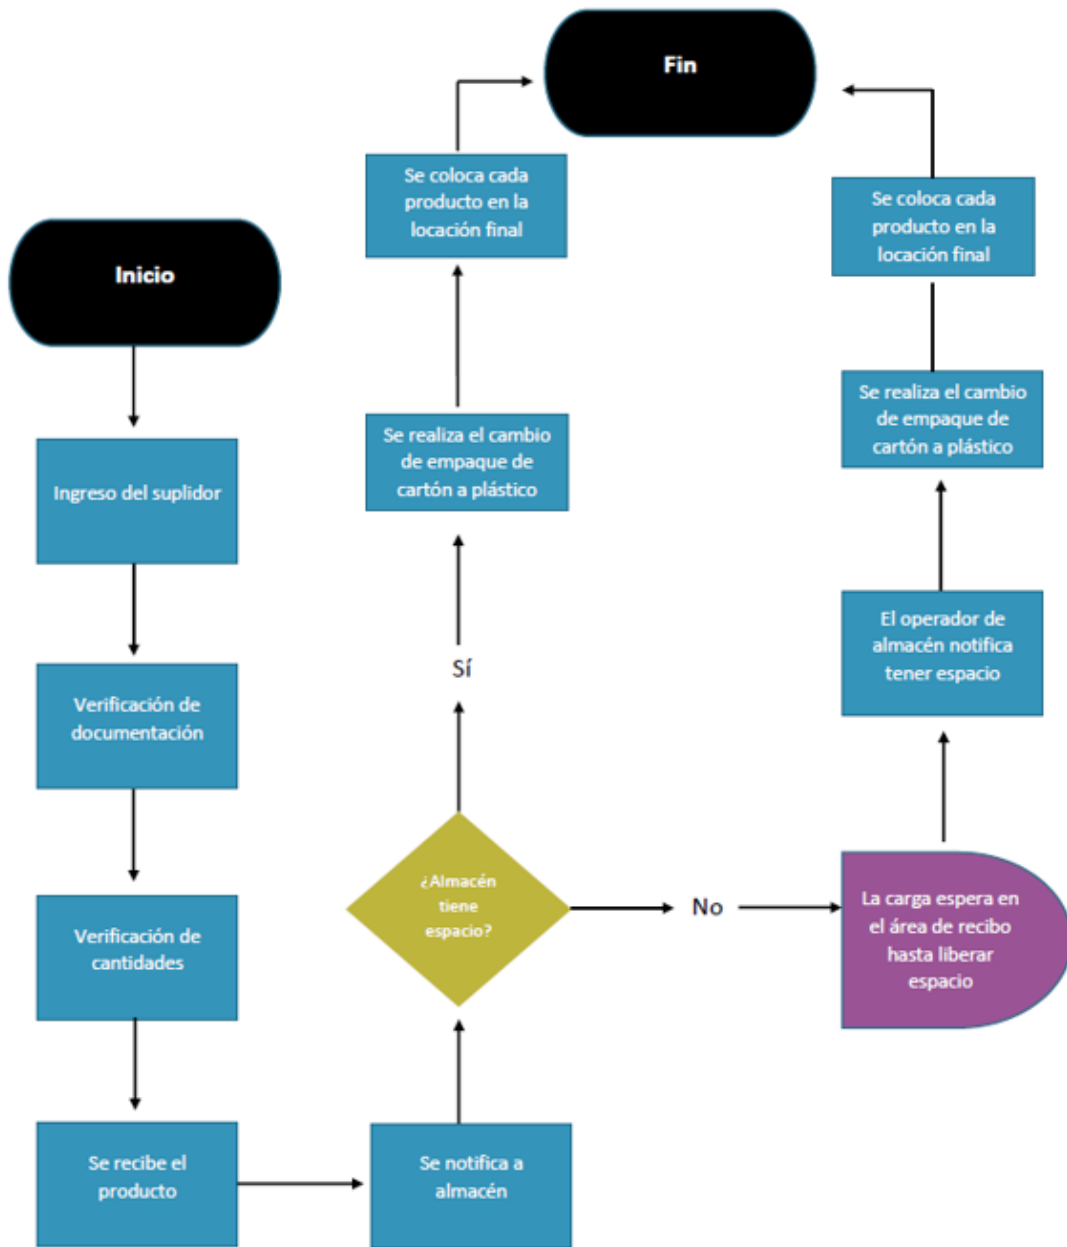 Inicio
Ingreso del suplidor
Verificación de
documentación
Verificación de
cantidades
Se recibe el
producto
Se notifica a
almacén
¿Almacén
tiene
espacio?
Sí
Se realiza el cambio
de empaque de
cartón a plástico
Se coloca cada
producto en la
locación final
No
La carga espera en
el área de recibo
hasta liberar
espacio
El operador de
almacén notifica
tener espacio
Se realiza el cambio
de empaque de
cartón a plástico
Se coloca cada
producto en la
locación final
Fin